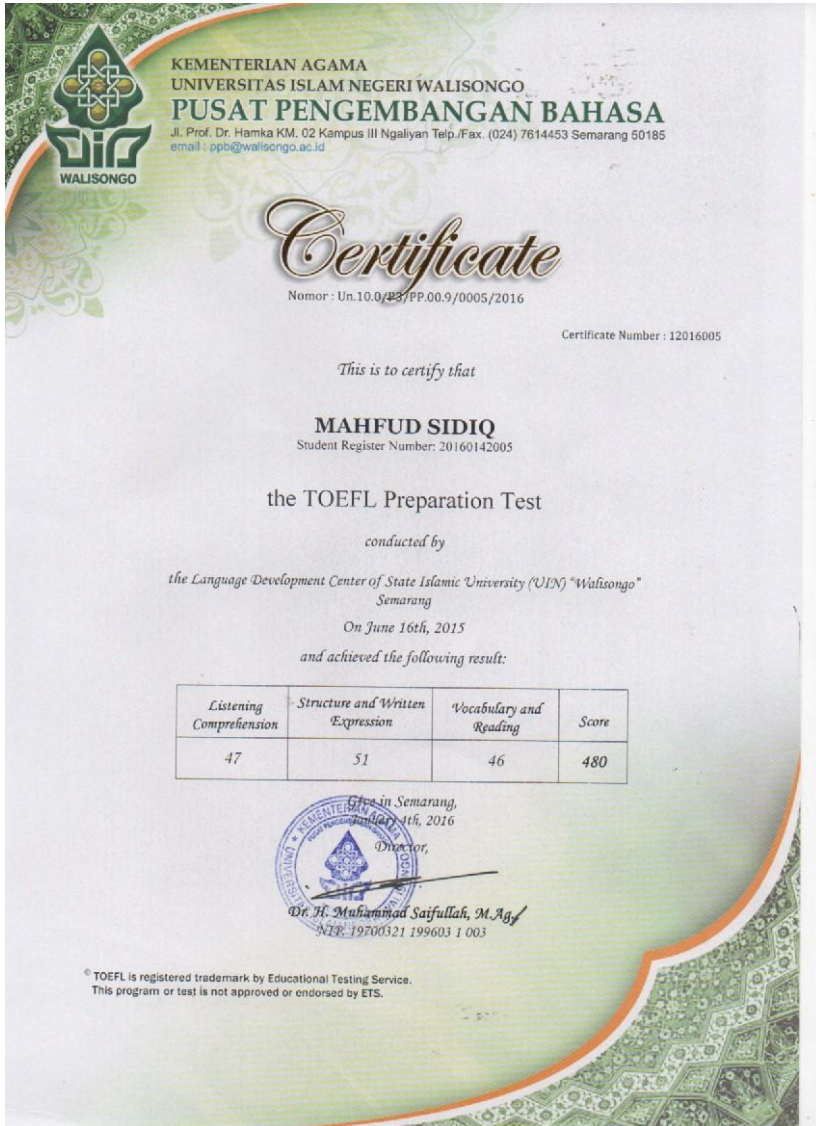 KEMENTERIAN AGAMA
UNIVERSITAS ISLAM NEGERI WALISONGO
PUSAT PENGEMBANGAN BAHASA
Jl. Prof. Dr. Hamka KM. 02 Kampus III Ngaliyan Telp./Fax. (024) 7614453 Semarang 50185
email : ppb@walisongo.ac.id
WALISONGO
Certificate
Nomor : Un.10.0/P3/PP.00.9/0005/2016
Certificate Number : 12016005
This is to certify that
MAHFUD SIDIQ
Student Register Number: 20160142005
the TOEFL Preparation Test
conducted by
the Language Development Center of State Islamic University (UIN) "Walisongo"
Semarang
On June 16th, 2015
and achieved the following result:
Listening Comprehension Structure and Written Expression Vocabulary and Reading Score
47 51 46 480
Give in Semarang,
January 4th, 2016
Director,
Dr. H. Muhammad Saifullah, M.Ag.
NIP. 19700321 199603 1 003
© TOEFL is registered trademark by Educational Testing Service.
This program or test is not approved or endorsed by ETS.